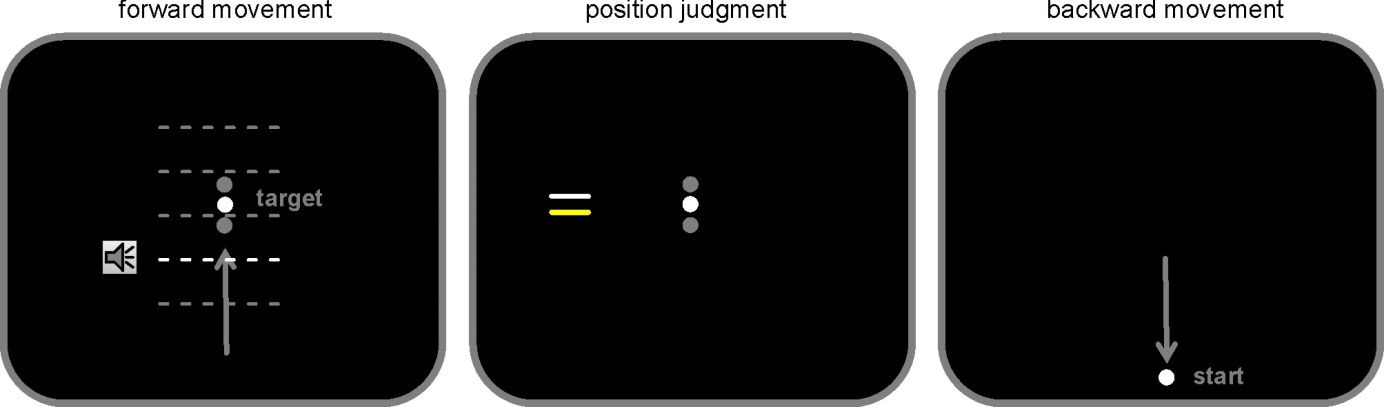 forward movement
position judgment
backward movement
target
start